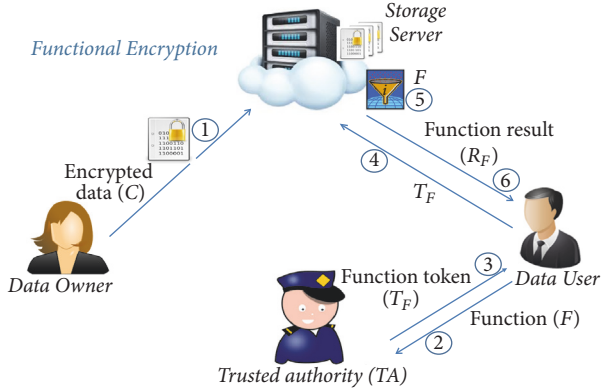 Functional Encryption
Storage
Server
F
5
1
Encrypted
data (C)
Function result
(R_F)
4
6
T_F
Data Owner
Data User
Function token
(T_F)
3
Function (F)
2
Trusted authority (TA)